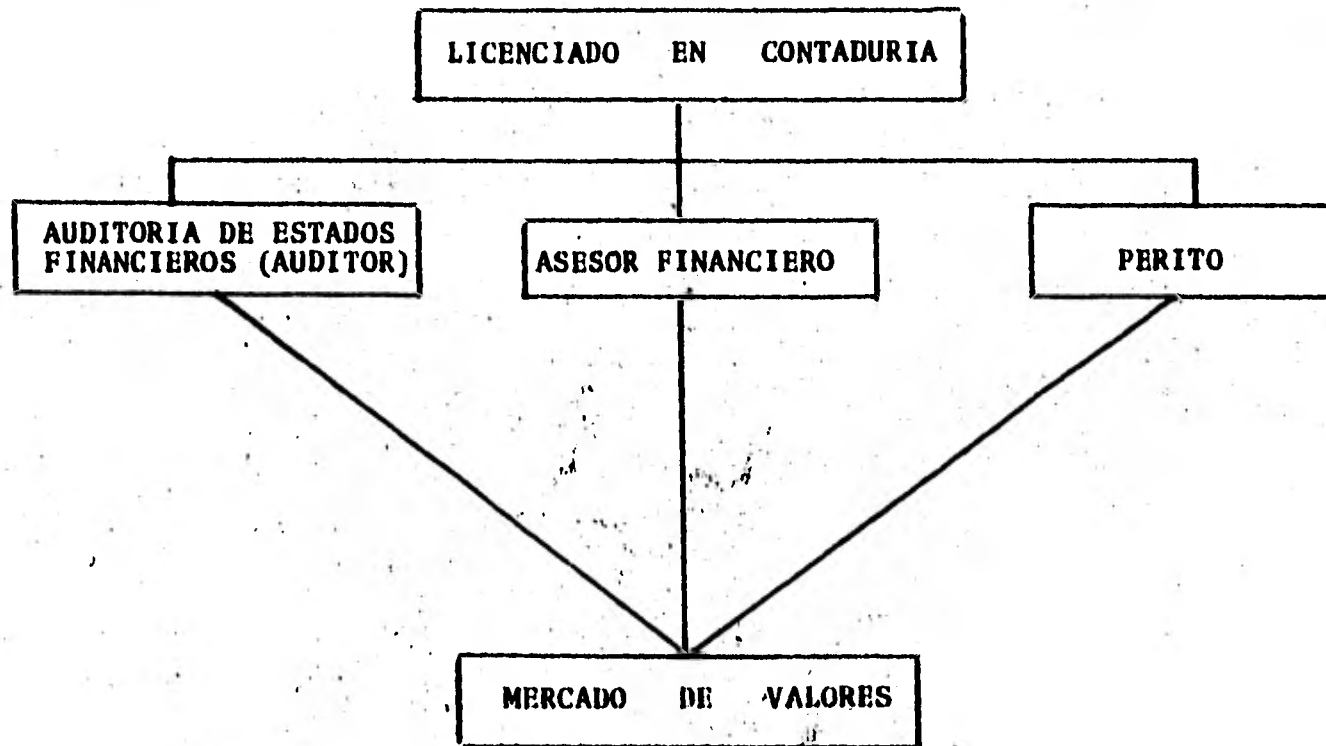 LICENCIADO EN CONTADURIA
AUDITORIA DE ESTADOS
FINANCIEROS (AUDITOR)
ASESOR FINANCIERO
PERITO
MERCADO DE VALORES